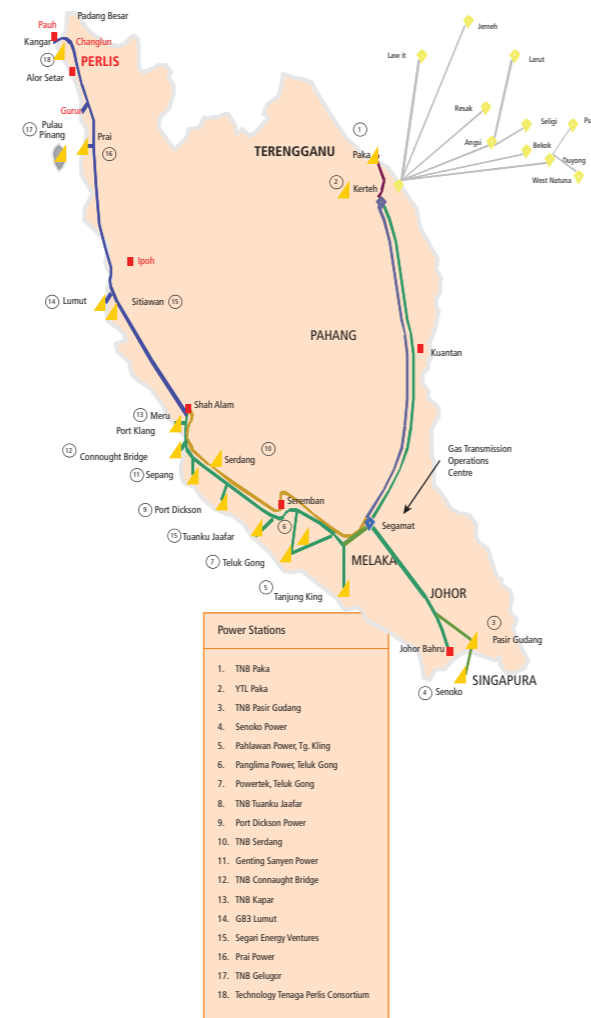 Padang Besar
Pauh
Kangar
Changlun
18
PERLIS
Alor Setar
Gurun
17
Pulau
Pinang
Prai
16
Ipoh
14
Lumut
Sitiawan
15
Jerneh
Law it
Larut
Resak
Seligi
Pu
Angsi
Bekok
Duyong
West Natuna
1
TERENGGANU
Paka
2
Kerteh
PAHANG
Kuantan
Shah Alam
13
Meru
Port Klang
12
Connought Bridge
10
Serdang
11
Sepang
Gas Transmission
Operations
Centre
9
Port Dickson
Seremban
6
15
Tuanku Jaafar
Segamat
7
Teluk Gong
MELAKA
5
Tanjung King
JOHOR
3
Pasir Gudang
Johor Bahru
SINGAPURA
4
Senoko
Power Stations
1. TNB Paka
2. YTL Paka
3. TNB Pasir Gudang
4. Senoko Power
5. Pahlawan Power, Tg. Kling
6. Panglima Power, Teluk Gong
7. Powertek, Teluk Gong
8. TNB Tuanku Jaafar
9. Port Dickson Power
10. TNB Serdang
11. Genting Sanyen Power
12. TNB Connaught Bridge
13. TNB Kapar
14. GB3 Lumut
15. Segari Energy Ventures
16. Prai Power
17. TNB Gelugor
18. Technology Tenaga Perlis Consortium